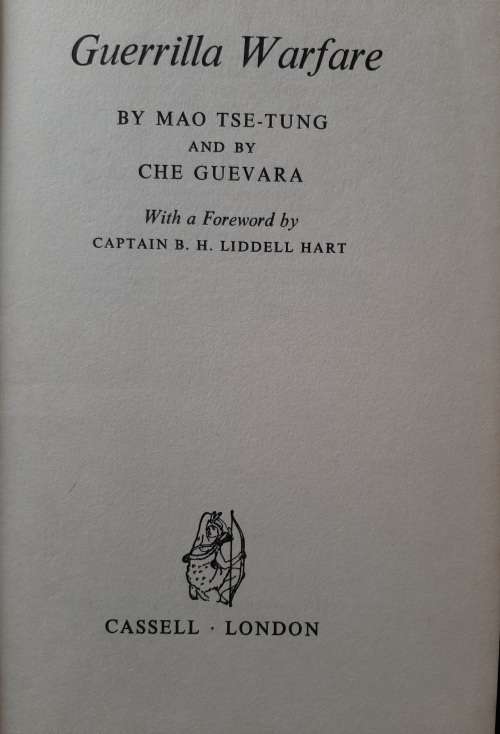 Guerrilla Warfare
BY MAO TSE-TUNG
AND BY
CHE GUEVARA
With a Foreword by
CAPTAIN B. H. LIDDELL HART
CASSELL · LONDON